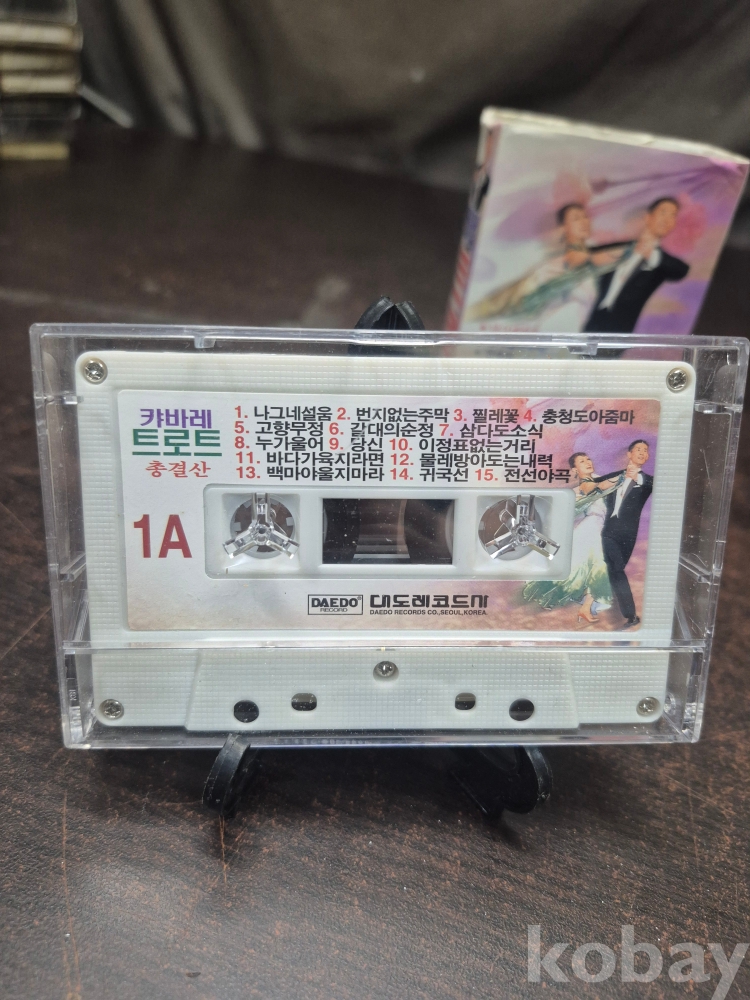 캬바레
트로트
총결산
1. 나그네설움 2. 번지없는주막 3. 찔레꽃 4. 충청도아줌마
5. 고향무정 6. 갈대의순정 7. 삼다도소식
8. 누가울어 9. 당신 10. 이정표없는거리
11. 바다가육지라면 12. 물레방아도는내력
13. 백마야울지마라 14. 귀국선 15. 전선야곡
1A
DAEDO®
RECORD
대도레코드사
DAEDO RECORDS CO., SEOUL, KOREA.
kobay